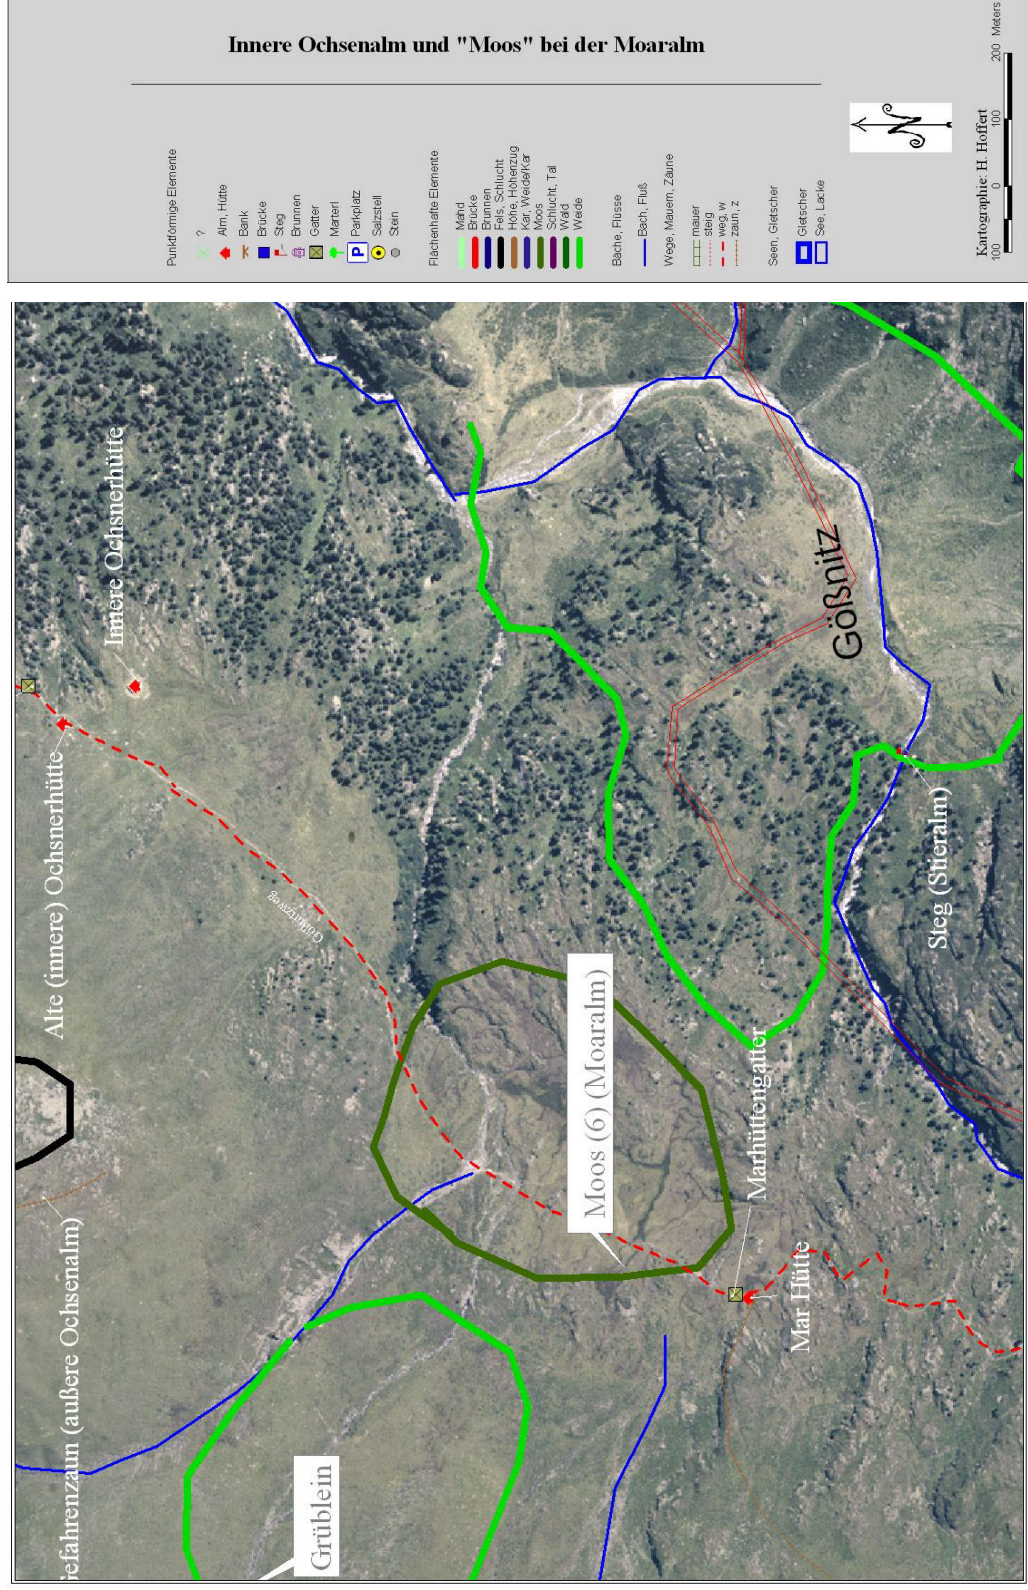 Innere Ochsenalm und "Moos" bei der Moaralm
Punktförmige Elemente
?
Alm, Hütte
Bank
Brücke
Steg
Brunnen
Gatter
Marterl
Parkplatz
P
Salzstell
Stein
Flächenhafte Elemente
Mahd
Brücke
Brunnen
Fels, Schlucht
Höhe, Höhenzug
Kar, Weide/Kar
Moos
Schlucht, Tal
Wald
Weide
Bäche, Flüsse
Bach, Fluß
Wege, Mauern, Zäune
mauer
steig
weg, w
zaun, z
Seen, Gletscher
Gletscher
See, Lacke
N
Kartographie: H. Hoffert
100 0 100 200 Meters
Innere Ochsnerhütte
Alte (innere) Ochsnerhütte
Gößnitzweg
Gößnitz
Steg (Stieralm)
Moos (6) (Moaralm)
Marhüttengatter
Mar Hütte
efahrenzaun (außere Ochsenalm)
Grüblein